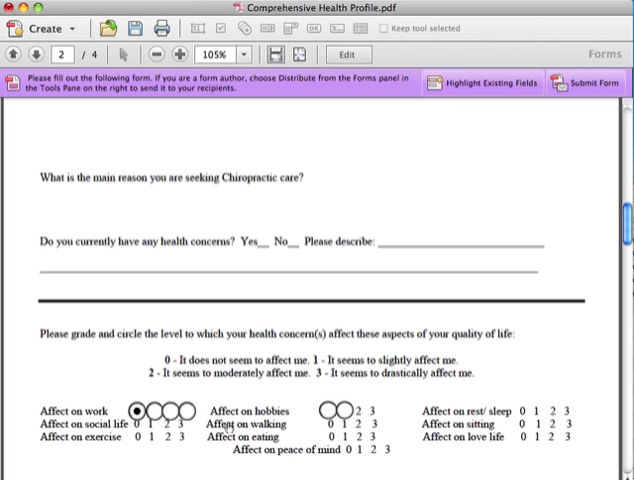 Comprehensive Health Profile.pdf
Create
Keep tool selected
2 / 4 105% Edit Forms
Please fill out the following form. If you are a form author, choose Distribute from the Forms panel in
the Tools Pane on the right to send it to your recipients.
Highlight Existing Fields Submit Form
What is the main reason you are seeking Chiropractic care?
Do you currently have any health concerns? Yes__ No__ Please describe:
Please grade and circle the level to which your health concern(s) affect these aspects of your quality of life:
0 - It does not seem to affect me. 1 - It seems to slightly affect me.
2 - It seems to moderately affect me. 3 - It seems to drastically affect me.
Affect on work Affect on hobbies 2 3 Affect on rest/ sleep 0 1 2 3
Affect on social life 0 1 2 3 Affect on walking 0 1 2 3 Affect on sitting 0 1 2 3
Affect on exercise 0 1 2 3 Affect on eating 0 1 2 3 Affect on love life 0 1 2 3
Affect on peace of mind 0 1 2 3